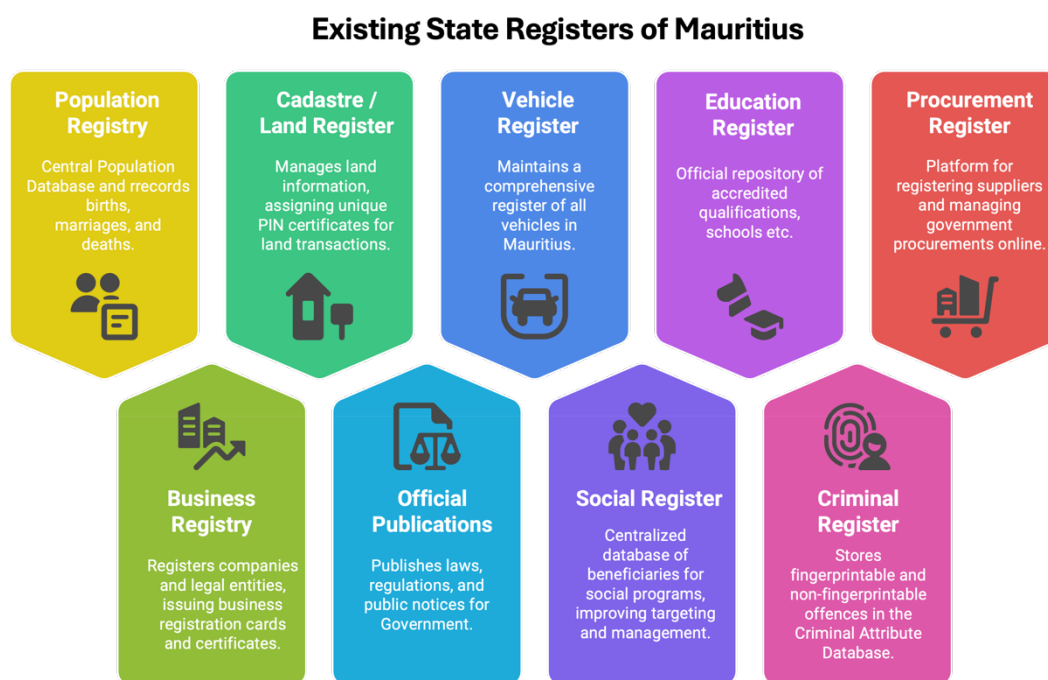 Existing State Registers of Mauritius
Population
Registry
Central Population
Database and rrecords
births,
marriages, and
deaths.
Cadastre /
Land Register
Manages land
information,
assigning unique
PIN certificates for
land transactions.
Vehicle
Register
Maintains a
comprehensive
register of all
vehicles in
Mauritius.
Education
Register
Official repository of
accredited
qualifications,
schools etc.
Procurement
Register
Platform for
registering suppliers
and managing
government
procurements online.
Business
Registry
Registers companies
and legal entities,
issuing business
registration cards
and certificates.
Official
Publications
Publishes laws,
regulations, and
public notices for
Government.
Social Register
Centralized
database of
beneficiaries for
social programs,
improving targeting
and management.
Criminal
Register
Stores
fingerprintable and
non-fingerprintable
offences in the
Criminal Attribute
Database.